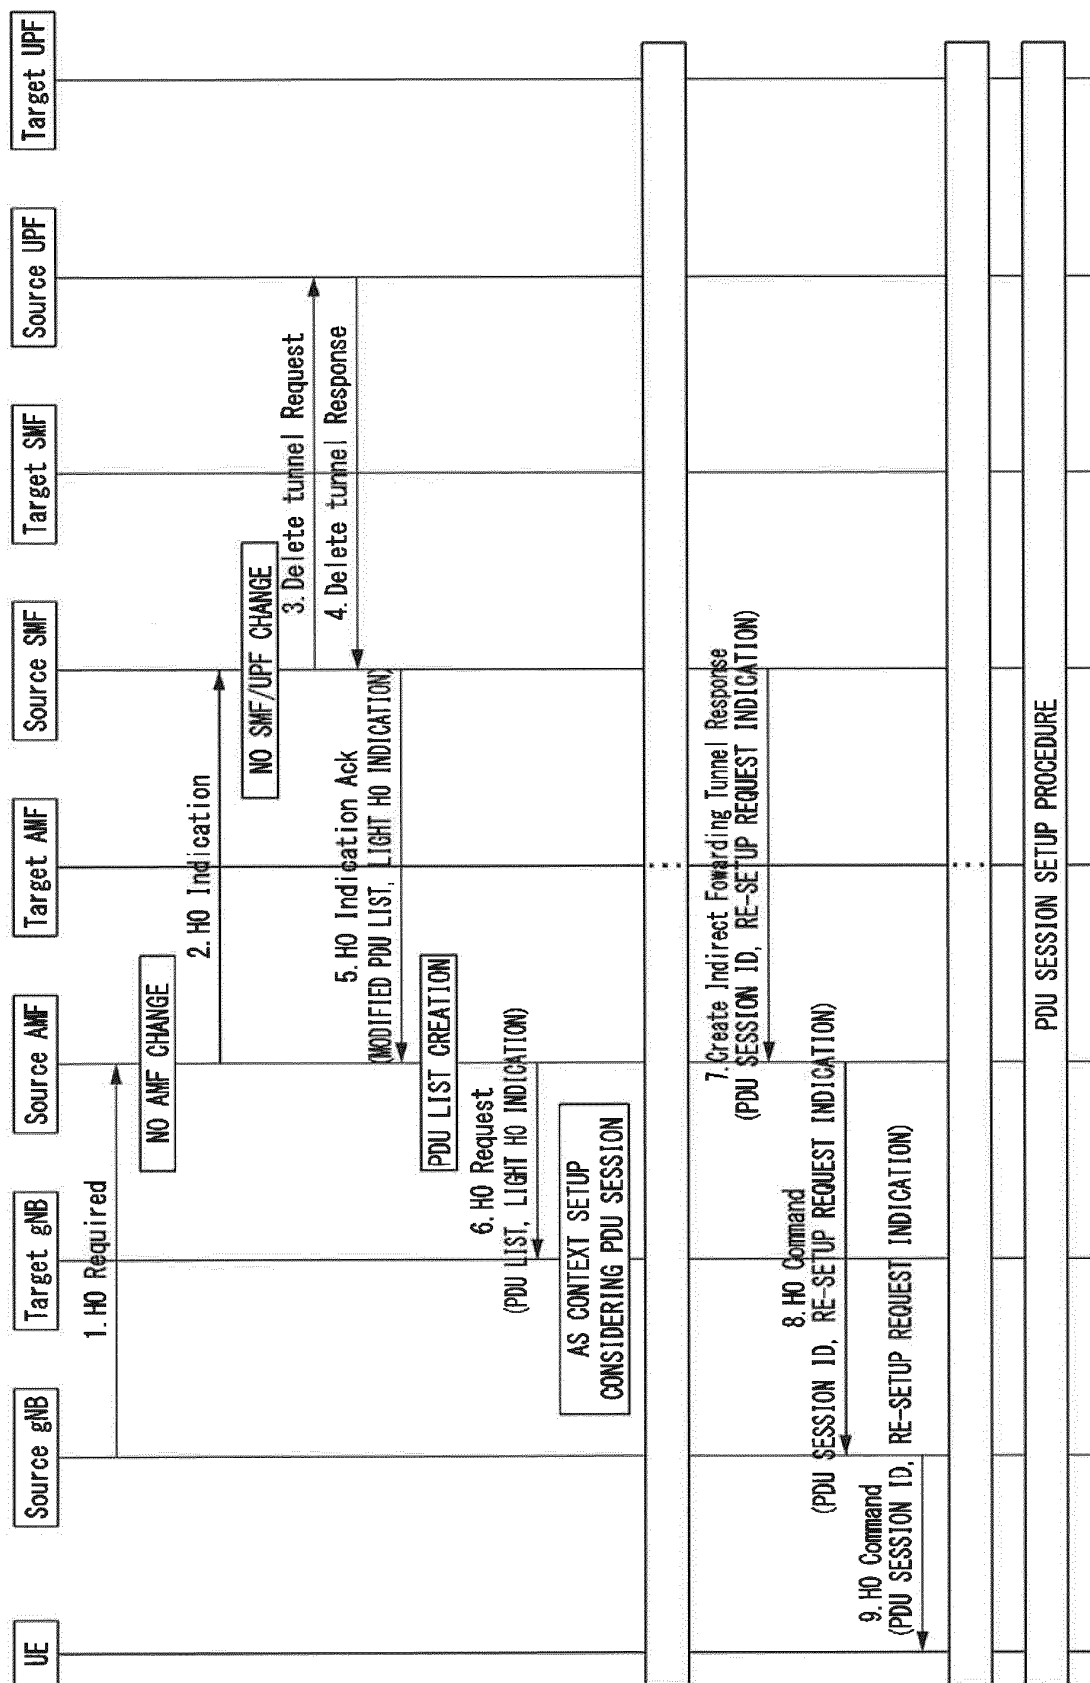 UE
Source gNB
Target gNB
Source AMF
Target AMF
Source SMF
Target SMF
Source UPF
Target UPF
1. HO Required
NO AMF CHANGE
2. HO Indication
NO SMF/UPF CHANGE
3. Delete tunnel Request
4. Delete tunnel Response
5. HO Indication Ack
(MODIFIED PDU LIST, LIGHT HO INDICATION)
PDU LIST CREATION
6. HO Request
(PDU LIST, LIGHT HO INDICATION)
AS CONTEXT SETUP
CONSIDERING PDU SESSION
7. Create Indirect Fowarding Tunnel Response
(PDU SESSION ID, RE-SETUP REQUEST INDICATION)
8. HO Command
(PDU SESSION ID, RE-SETUP REQUEST INDICATION)
9. HO Command
(PDU SESSION ID, RE-SETUP REQUEST INDICATION)
PDU SESSION SETUP PROCEDURE